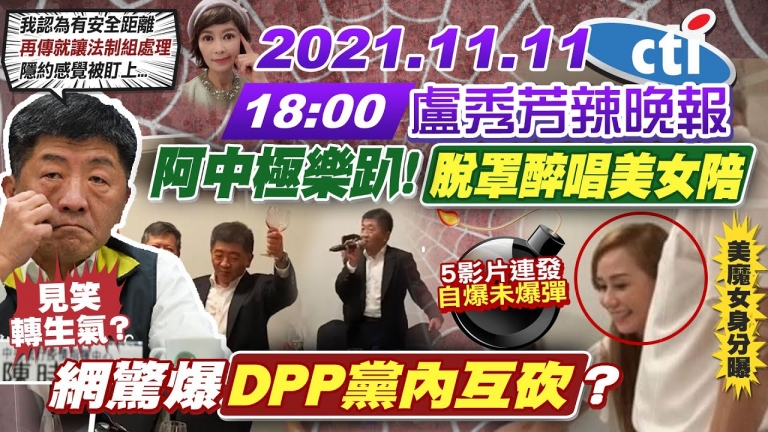 我認為有安全距離
再傳就讓法制組處理
隱約感覺被盯上...
2021.11.11
cti
18:00 盧秀芳辣晚報
阿中極樂趴! 脫罩醉唱美女陪
5影片連發
自爆未爆彈
美魔女身分曝
見笑
轉生氣?
陳時
網驚爆DPP黨內互砍?